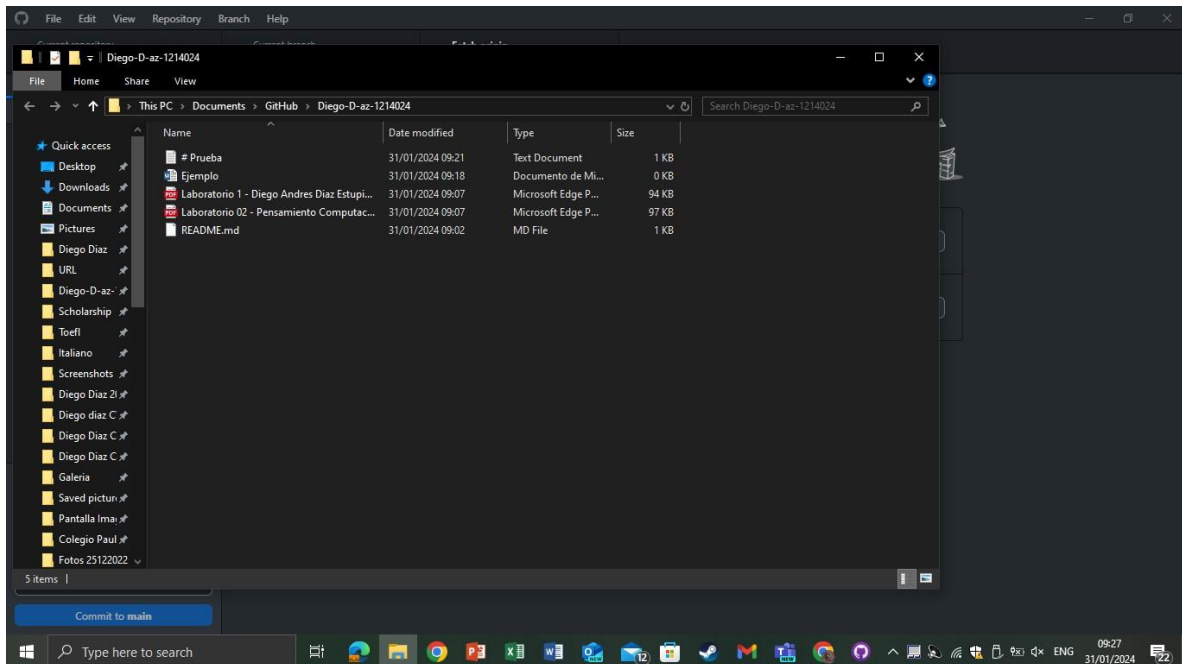 File Edit View Repository Branch Help
Diego-D-az-1214024
File Home Share View
This PC > Documents > GitHub > Diego-D-az-1214024
Search Diego-D-az-1214024
Name Date modified Type Size
# Prueba 31/01/2024 09:21 Text Document 1 KB
Ejemplo 31/01/2024 09:18 Documento de Mi... 0 KB
Laboratorio 1 - Diego Andres Diaz Estupi... 31/01/2024 09:07 Microsoft Edge P... 94 KB
Laboratorio 02 - Pensamiento Computac... 31/01/2024 09:07 Microsoft Edge P... 97 KB
README.md 31/01/2024 09:02 MD File 1 KB
Quick access
Desktop
Downloads
Documents
Pictures
Diego Diaz
URL
Diego-D-az-
Scholarship
Toefl
Italiano
Screenshots
Diego Diaz 2
Diego diaz C
Diego Diaz C
Diego Diaz C
Galeria
Saved picture
Pantalla Ima
Colegio Paul
Fotos 25122022
5 items
Commit to main
Type here to search
12
ENG
09:27
31/01/2024
22